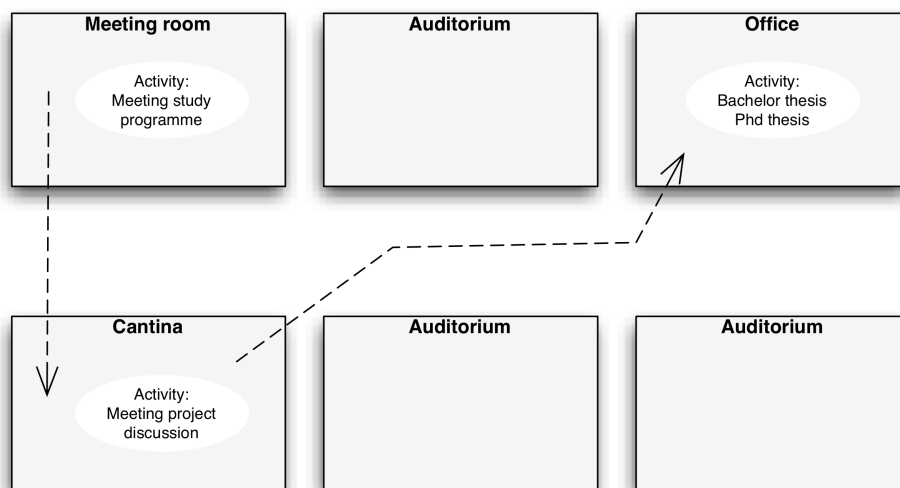 Meeting room
Auditorium
Office
Activity:
Meeting study
programme
Activity:
Bachelor thesis
Phd thesis
Cantina
Auditorium
Auditorium
Activity:
Meeting project
discussion